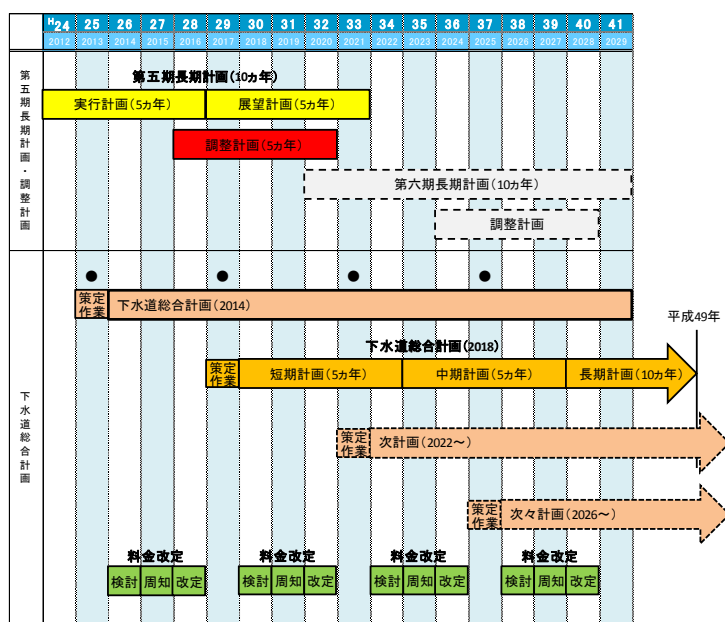 H24 25 26 27 28 29 30 31 32 33 34 35 36 37 38 39 40 41
2012 2013 2014 2015 2016 2017 2018 2019 2020 2021 2022 2023 2024 2025 2026 2027 2028 2029
第五期長期計画・調整計画
第五期長期計画(10ヵ年)
実行計画(5ヵ年) 展望計画(5ヵ年)
調整計画(5ヵ年)
第六期長期計画(10ヵ年)
調整計画
下水道総合計画
● ● ● ●
策定作業 下水道総合計画(2014)
平成49年
下水道総合計画(2018)
策定作業 短期計画(5ヵ年) 中期計画(5ヵ年) 長期計画(10ヵ年)
策定作業 次計画(2022~)
策定作業 次々計画(2026~)
料金改定 料金改定 料金改定 料金改定
検討 周知 改定 検討 周知 改定 検討 周知 改定 検討 周知 改定